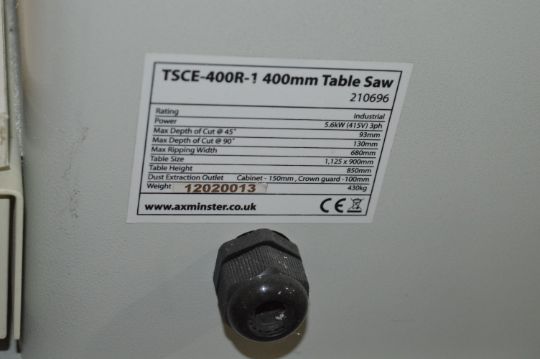 TSCE-400R-1 400mm Table Saw
210696
Rating Industrial
Power 5.6kW (415V) 3ph
Max Depth of Cut @ 45° 93mm
Max Depth of Cut @ 90° 130mm
Max Ripping Width 680mm
Table Size 1,125 x 900mm
Table Height 850mm
Dust Extraction Outlet Cabinet - 150mm, Crown guard -100mm
Weight 12020013 430kg
www.axminster.co.uk CE